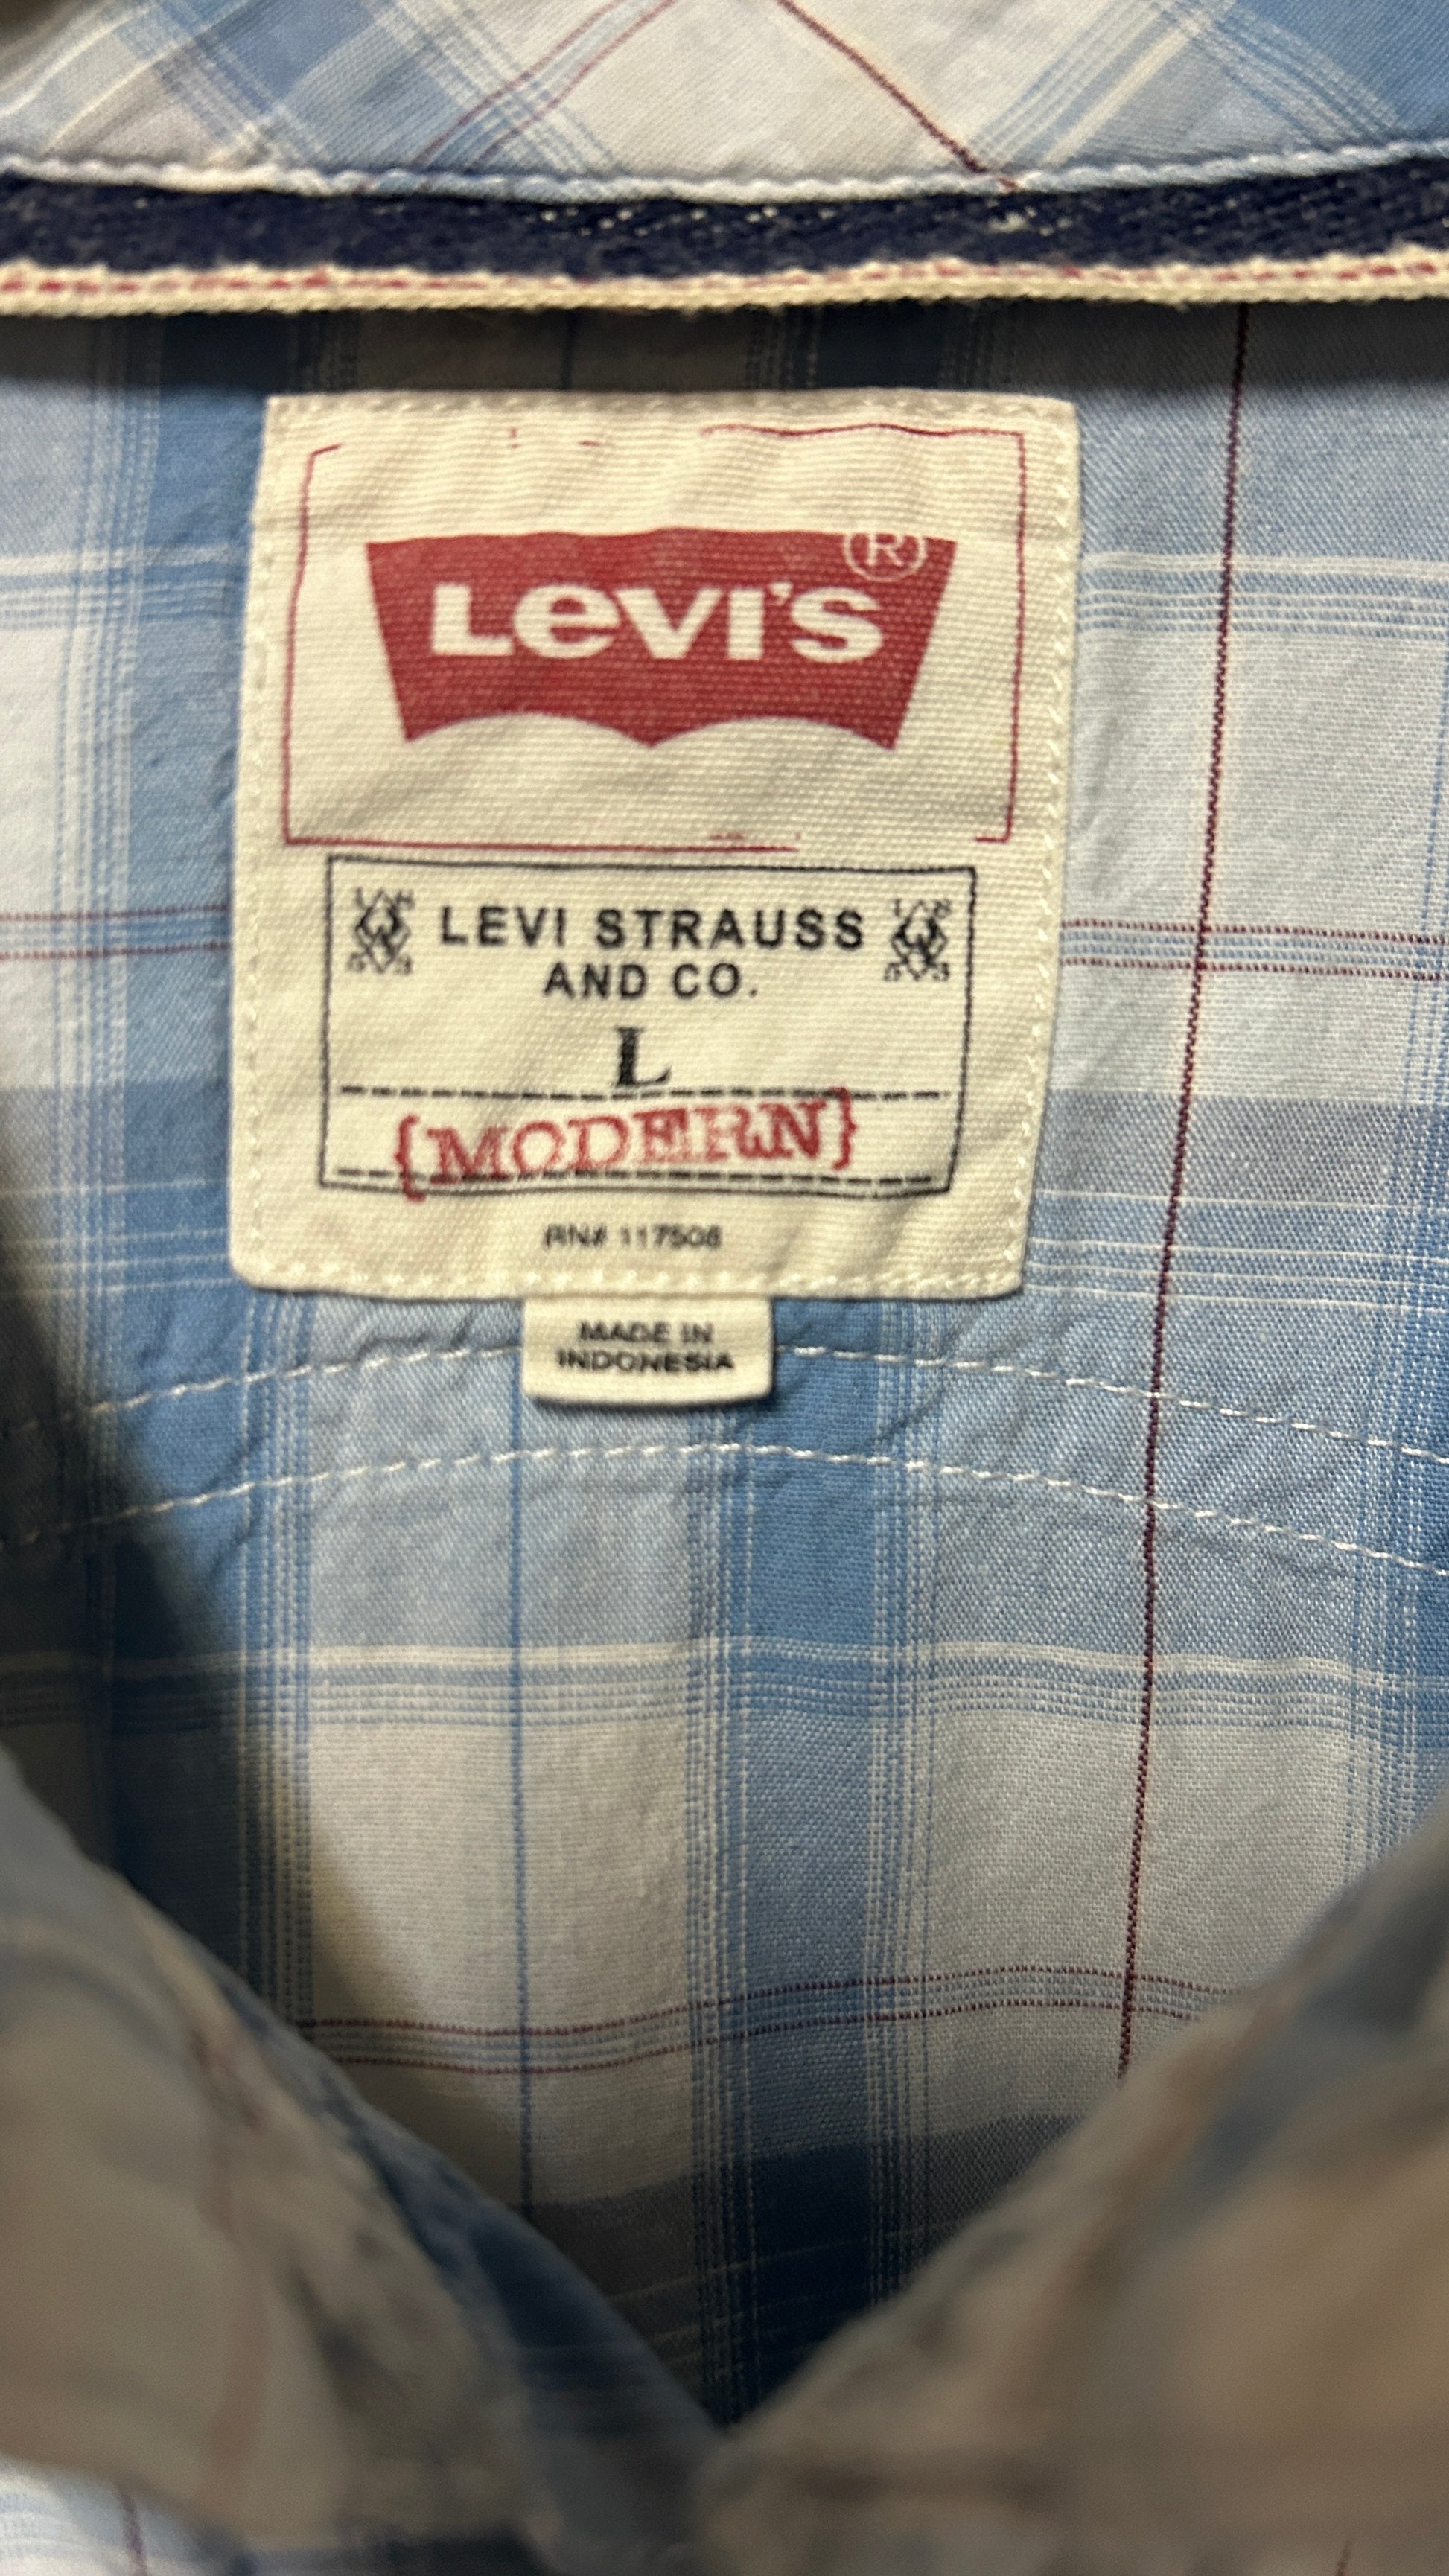 LEVI'S®
LEVI STRAUSS
AND CO.
L
{MODERN}
RN# 117508
MADE IN
INDONESIA